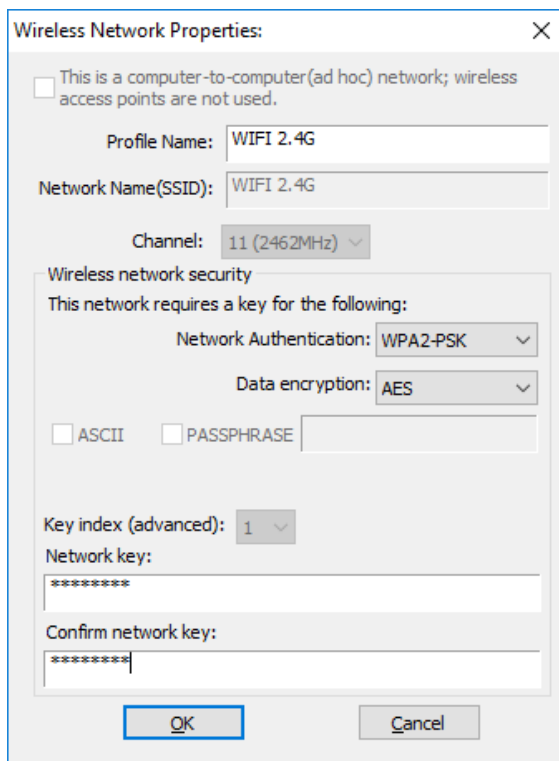 Wireless Network Properties:
This is a computer-to-computer(ad hoc) network; wireless
access points are not used.
Profile Name: WIFI 2.4G
Network Name(SSID): WIFI 2.4G
Channel: 11 (2462MHz)
Wireless network security
This network requires a key for the following:
Network Authentication: WPA2-PSK
Data encryption: AES
ASCII PASSPHRASE
Key index (advanced): 1
Network key:
********
Confirm network key:
********
OK Cancel